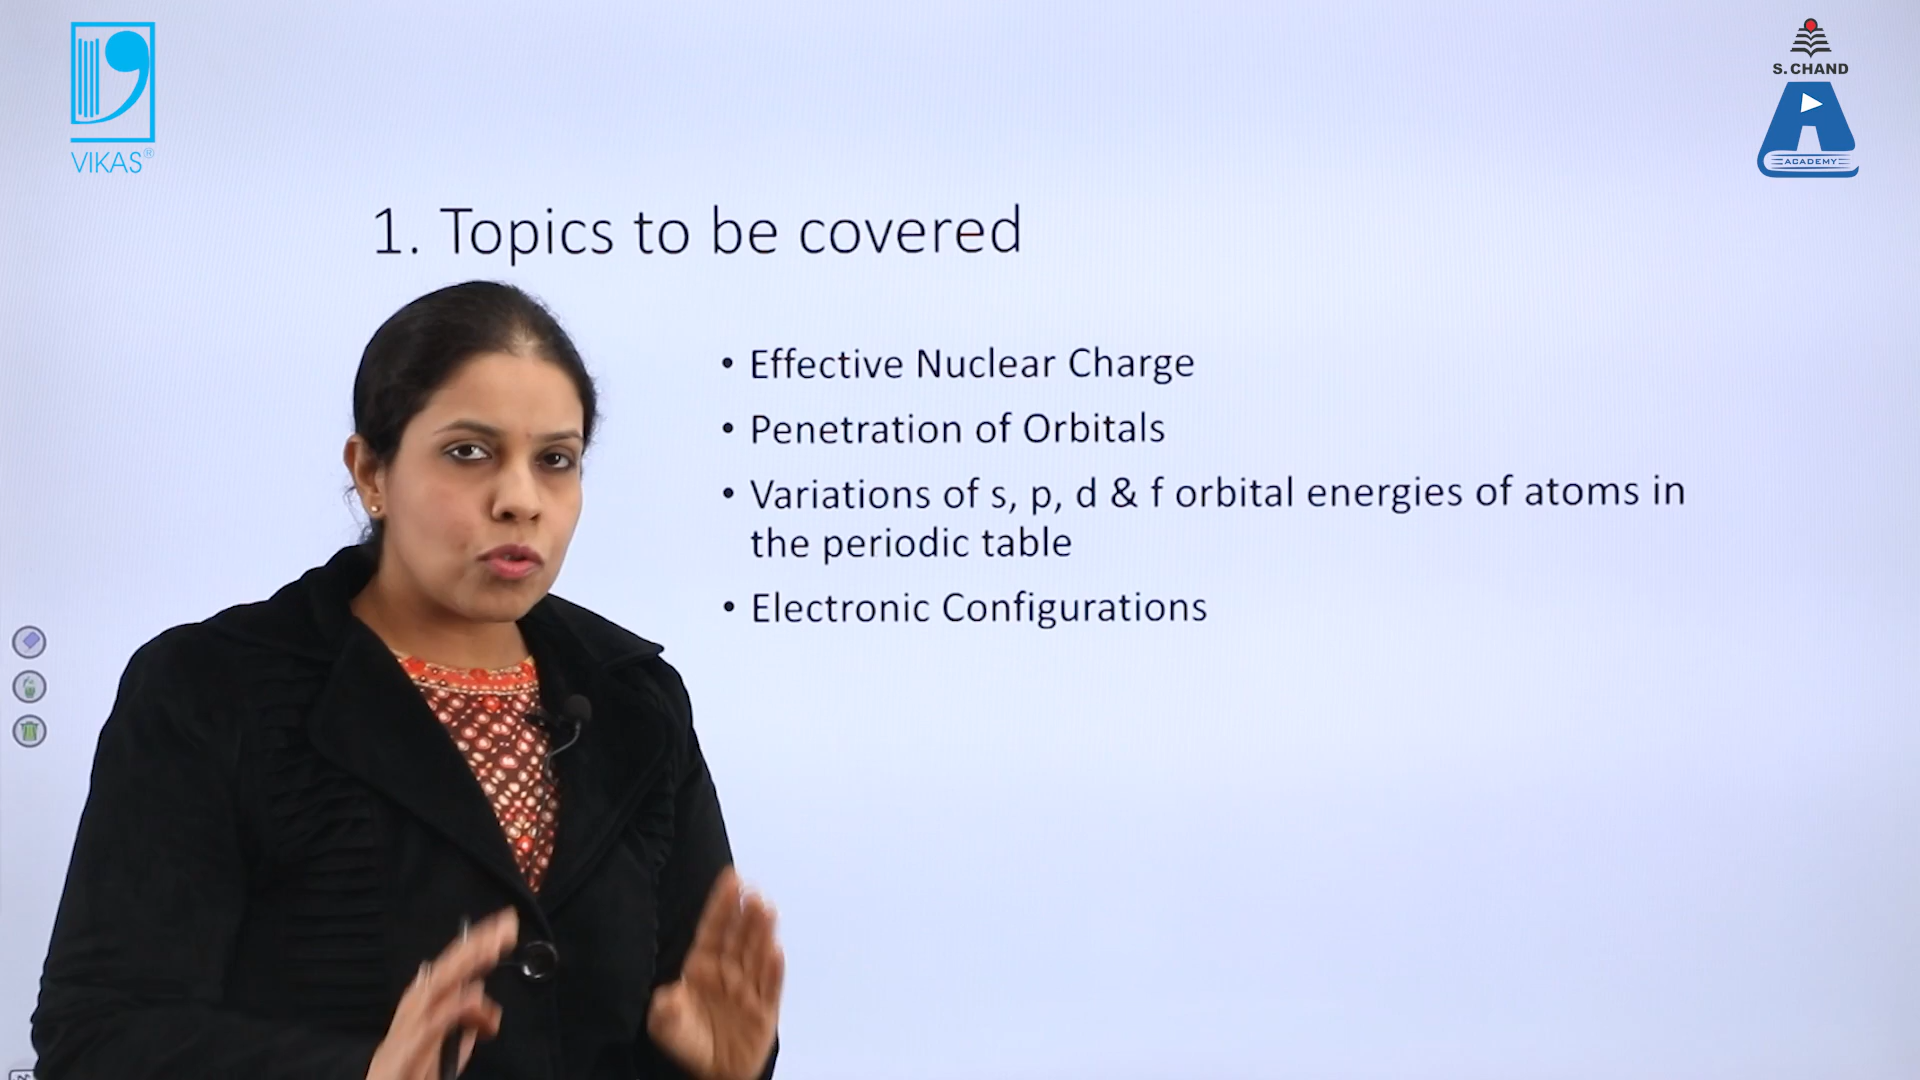 VIKAS®
S. CHAND
ACADEMY
1. Topics to be covered
• Effective Nuclear Charge
• Penetration of Orbitals
• Variations of s, p, d & f orbital energies of atoms in
the periodic table
• Electronic Configurations